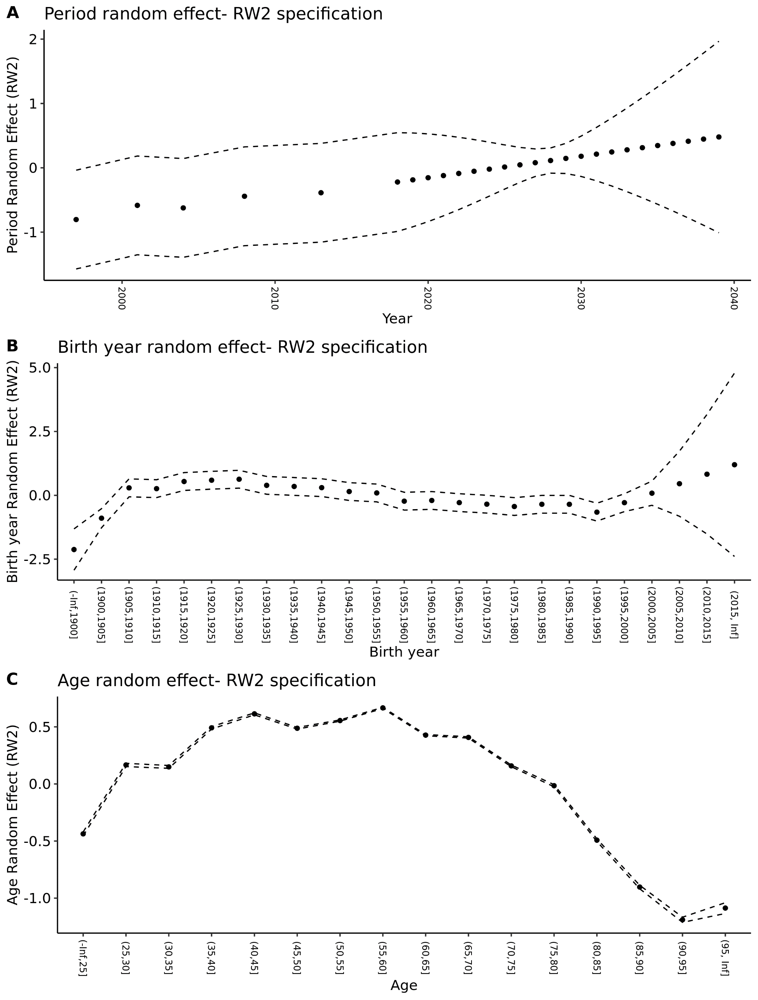 A Period random effect- RW2 specification
Period Random Effect (RW2)
2
1
0
-1
2000 2010 2020 2030 2040
Year
B Birth year random effect- RW2 specification
Birth year Random Effect (RW2)
5.0
2.5
0.0
-2.5
(-Inf,1900] (1900,1905] (1905,1910] (1910,1915] (1915,1920] (1920,1925] (1925,1930] (1930,1935] (1935,1940] (1940,1945] (1945,1950] (1950,1955] (1955,1960] (1960,1965] (1965,1970] (1970,1975] (1975,1980] (1980,1985] (1985,1990] (1990,1995] (1995,2000] (2000,2005] (2005,2010] (2010,2015] (2015, Inf]
Birth year
C Age random effect- RW2 specification
Age Random Effect (RW2)
0.5
0.0
-0.5
-1.0
(-Inf,25] (25,30] (30,35] (35,40] (40,45] (45,50] (50,55] (55,60] (60,65] (65,70] (70,75] (75,80] (80,85] (85,90] (90,95] (95, Inf]
Age